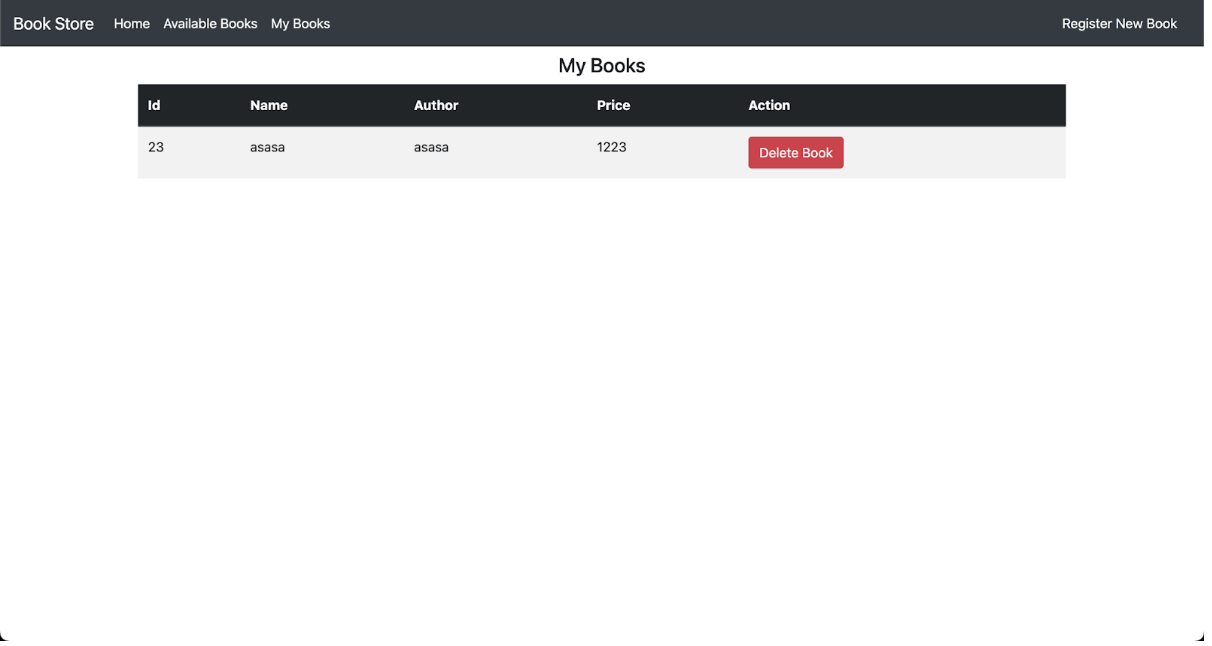 Book Store Home Available Books My Books Register New Book
My Books
Id Name Author Price Action
23 asasa asasa 1223 Delete Book